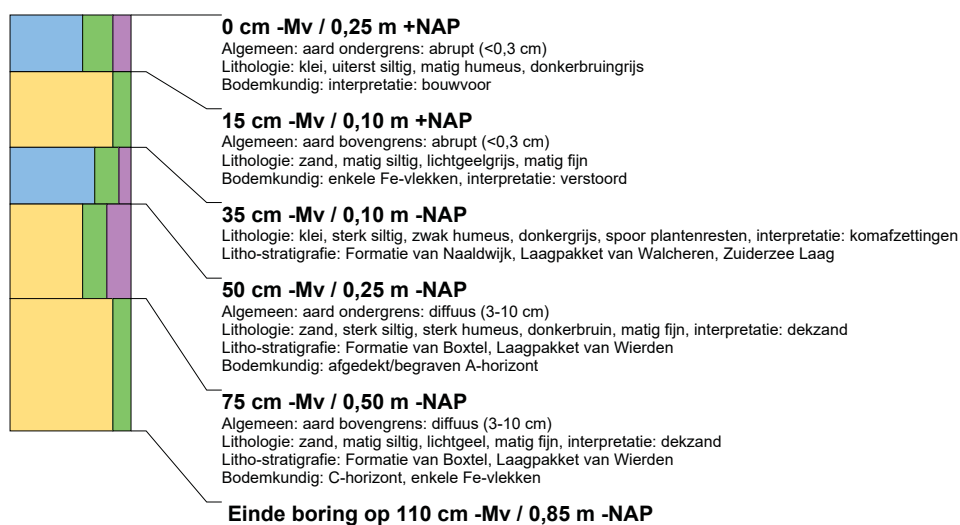 0 cm -Mv / 0,25 m +NAP
Algemeen: aard ondergrens: abrupt (<0,3 cm)
Lithologie: klei, uiterst siltig, matig humeus, donkerbruingrijs
Bodemkundig: interpretatie: bouwvoor
15 cm -Mv / 0,10 m +NAP
Algemeen: aard bovengrens: abrupt (<0,3 cm)
Lithologie: zand, matig siltig, lichtgeelgrijs, matig fijn
Bodemkundig: enkele Fe-vlekken, interpretatie: verstoord
35 cm -Mv / 0,10 m -NAP
Lithologie: klei, sterk siltig, zwak humeus, donkergrijs, spoor plantenresten, interpretatie: komafzettingen
Litho-stratigrafie: Formatie van Naaldwijk, Laagpakket van Walcheren, Zuiderzee Laag
50 cm -Mv / 0,25 m -NAP
Algemeen: aard ondergrens: diffuus (3-10 cm)
Lithologie: zand, sterk siltig, sterk humeus, donkerbruin, matig fijn, interpretatie: dekzand
Litho-stratigrafie: Formatie van Boxtel, Laagpakket van Wierden
Bodemkundig: afgedekt/begraven A-horizont
75 cm -Mv / 0,50 m -NAP
Algemeen: aard bovengrens: diffuus (3-10 cm)
Lithologie: zand, matig siltig, lichtgeel, matig fijn, interpretatie: dekzand
Litho-stratigrafie: Formatie van Boxtel, Laagpakket van Wierden
Bodemkundig: C-horizont, enkele Fe-vlekken
Einde boring op 110 cm -Mv / 0,85 m -NAP